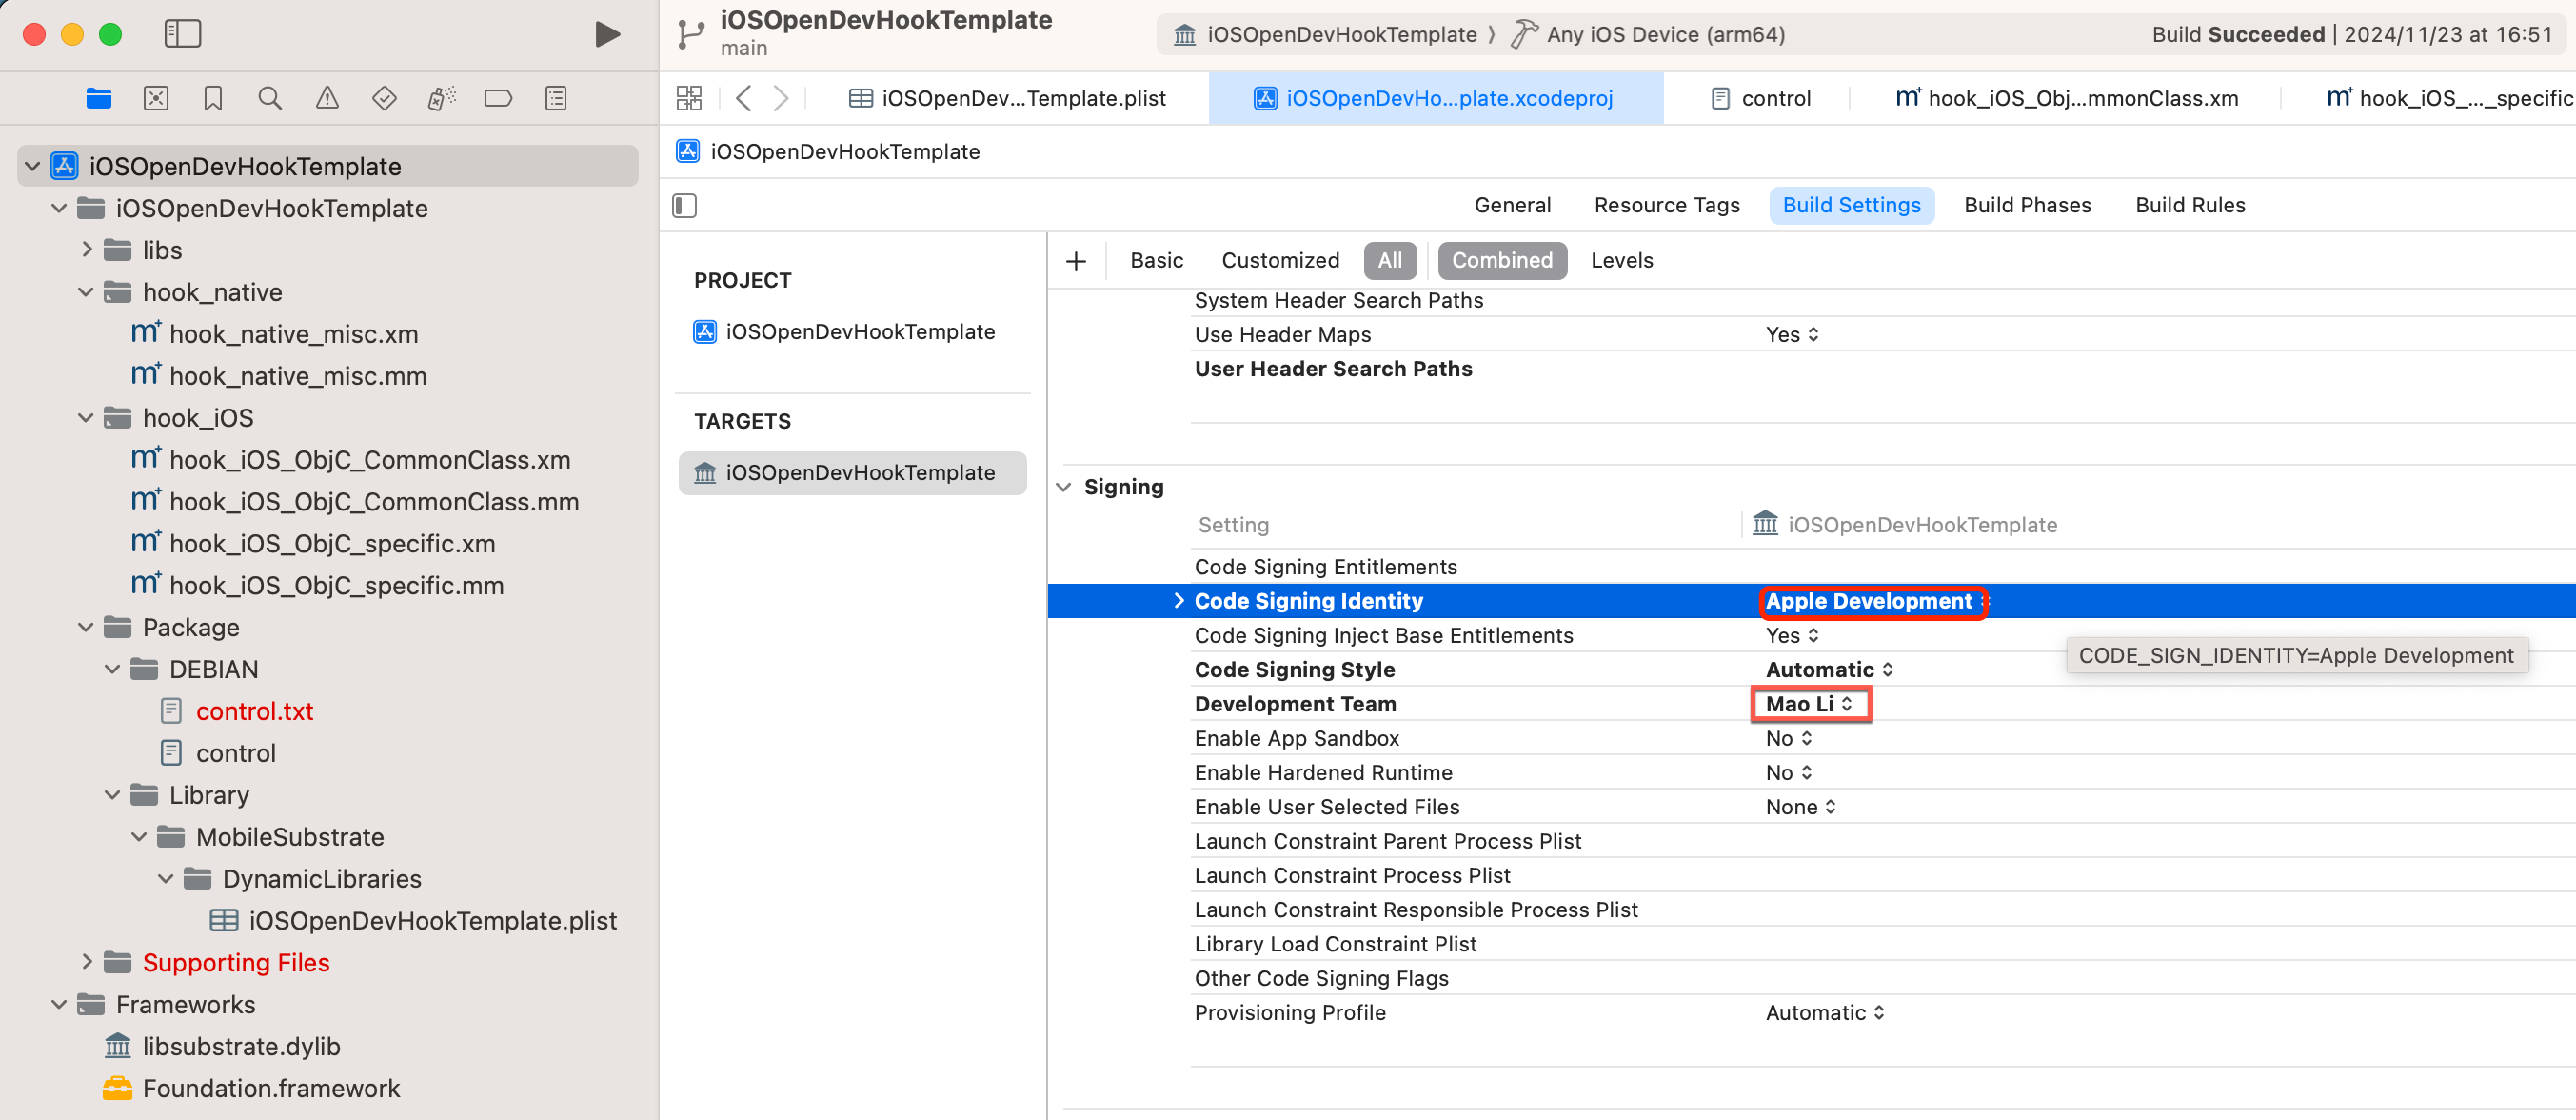 iOSOpenDevHookTemplate
main
iOSOpenDevHookTemplate 〉 Any iOS Device (arm64)
Build Succeeded | 2024/11/23 at 16:51
iOSOpenDev...Template.plist
iOSOpenDevHo...plate.xcodeproj
control
hook_iOS_Obj...mmonClass.xm
hook_iOS_..._specific
iOSOpenDevHookTemplate
iOSOpenDevHookTemplate
libs
hook_native
hook_native_misc.xm
hook_native_misc.mm
hook_iOS
hook_iOS_ObjC_CommonClass.xm
hook_iOS_ObjC_CommonClass.mm
hook_iOS_ObjC_specific.xm
hook_iOS_ObjC_specific.mm
Package
DEBIAN
control.txt
control
Library
MobileSubstrate
DynamicLibraries
iOSOpenDevHookTemplate.plist
Supporting Files
Frameworks
libsubstrate.dylib
Foundation.framework
iOSOpenDevHookTemplate
General Resource Tags Build Settings Build Phases Build Rules
PROJECT
iOSOpenDevHookTemplate
TARGETS
iOSOpenDevHookTemplate
+ Basic Customized All Combined Levels
System Header Search Paths
Use Header Maps Yes
User Header Search Paths
Signing
Setting iOSOpenDevHookTemplate
Code Signing Entitlements
Code Signing Identity Apple Development
Code Signing Inject Base Entitlements Yes
CODE_SIGN_IDENTITY=Apple Development
Code Signing Style Automatic
Development Team Mao Li
Enable App Sandbox No
Enable Hardened Runtime No
Enable User Selected Files None
Launch Constraint Parent Process Plist
Launch Constraint Process Plist
Launch Constraint Responsible Process Plist
Library Load Constraint Plist
Other Code Signing Flags
Provisioning Profile Automatic